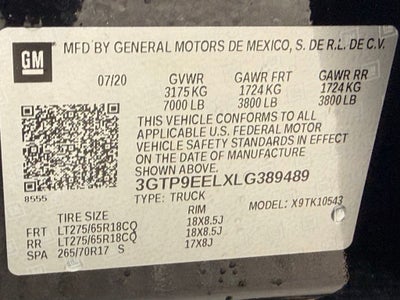 GM
MFD BY GENERAL MOTORS DE MEXICO, S. DE R.L. DE C.V.
07/20 GVWR GAWR FRT GAWR RR
3175 KG 1724 KG 1724 KG
7000 LB 3800 LB 3800 LB
THIS VEHICLE CONFORMS TO ALL
APPLICABLE U.S. FEDERAL MOTOR
VEHICLE SAFETY STANDARDS IN EFFECT
ON THE DATE OF MANUFACTURE
SHOWN ABOVE.
3GTP9EELXLG389489
8555
TYPE: TRUCK MODEL: X9TK10543
TIRE SIZE RIM
FRT LT275/65R18CQ 18X8.5J
RR LT275/65R18CQ 18X8.5J
SPA 265/70R17 S 17X8J